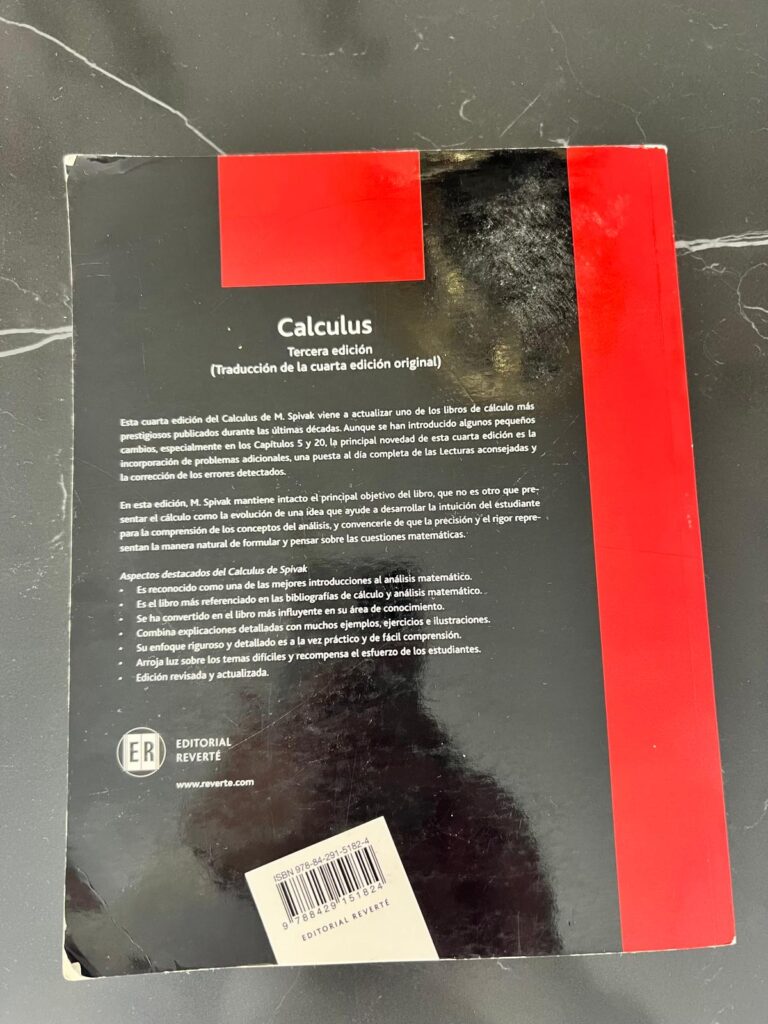 Calculus
Tercera edición
(Traducción de la cuarta edición original)
Esta cuarta edición del Calculus de M. Spivak viene a actualizar uno de los libros de cálculo más
prestigiosos publicados durante las últimas décadas. Aunque se han introducido algunos pequeños
cambios, especialmente en los Capítulos 5 y 20, la principal novedad de esta cuarta edición es la
incorporación de problemas adicionales, una puesta al día completa de las Lecturas aconsejadas y
la corrección de los errores detectados.
En esta edición, M. Spivak mantiene intacto el principal objetivo del libro, que no es otro que pre-
sentar el cálculo como la evolución de una idea que ayude a desarrollar la intuición del estudiante
para la comprensión de los conceptos del análisis, y convencerle de que la precisión y el rigor repre-
sentan la manera natural de formular y pensar sobre las cuestiones matemáticas.
Aspectos destacados del Calculus de Spivak
• Es reconocido como una de las mejores introducciones al análisis matemático.
• Es el libro más referenciado en las bibliografías de cálculo y análisis matemático.
• Se ha convertido en el libro más influyente en su área de conocimiento.
• Combina explicaciones detalladas con muchos ejemplos, ejercicios e ilustraciones.
• Su enfoque riguroso y detallado es a la vez práctico y de fácil comprensión.
• Arroja luz sobre los temas difíciles y recompensa el esfuerzo de los estudiantes.
• Edición revisada y actualizada.
ER
EDITORIAL
REVERTÉ
www.reverte.com
ISBN 978-84-291-5182-4
9 788429 151824
EDITORIAL REVERTÉ